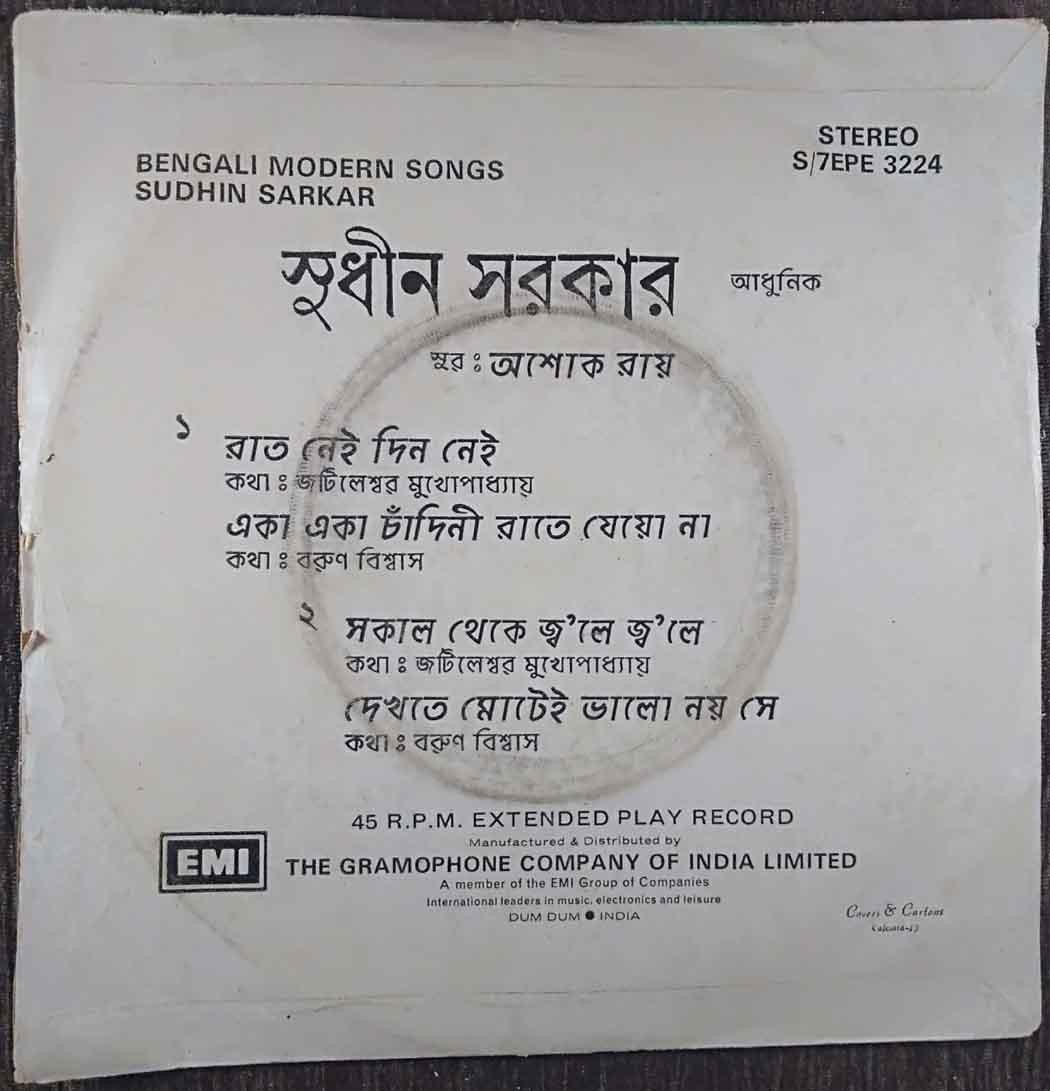 BENGALI MODERN SONGS
SUDHIN SARKAR
STEREO
S/7EPE 3224
সুধীন সরকার
আধুনিক
সুর : অশোক রায়
১
রাত নেই দিন নেই
কথা : জটিলেশ্বর মুখোপাধ্যায়
একা একা চাঁদিনী রাতে যেয়ো না
কথা : বরুণ বিশ্বাস
২
সকাল থেকে জ্ব'লে জ্ব'লে
কথা : জটিলেশ্বর মুখোপাধ্যায়
দেখতে মোটেই ভালো নয় সে
কথা : বরুণ বিশ্বাস
45 R.P.M. EXTENDED PLAY RECORD
Manufactured & Distributed by
EMI
THE GRAMOPHONE COMPANY OF INDIA LIMITED
A member of the EMI Group of Companies
International leaders in music, electronics and leisure
DUM DUM ● INDIA
Covers & Cartons
Calcutta-1)